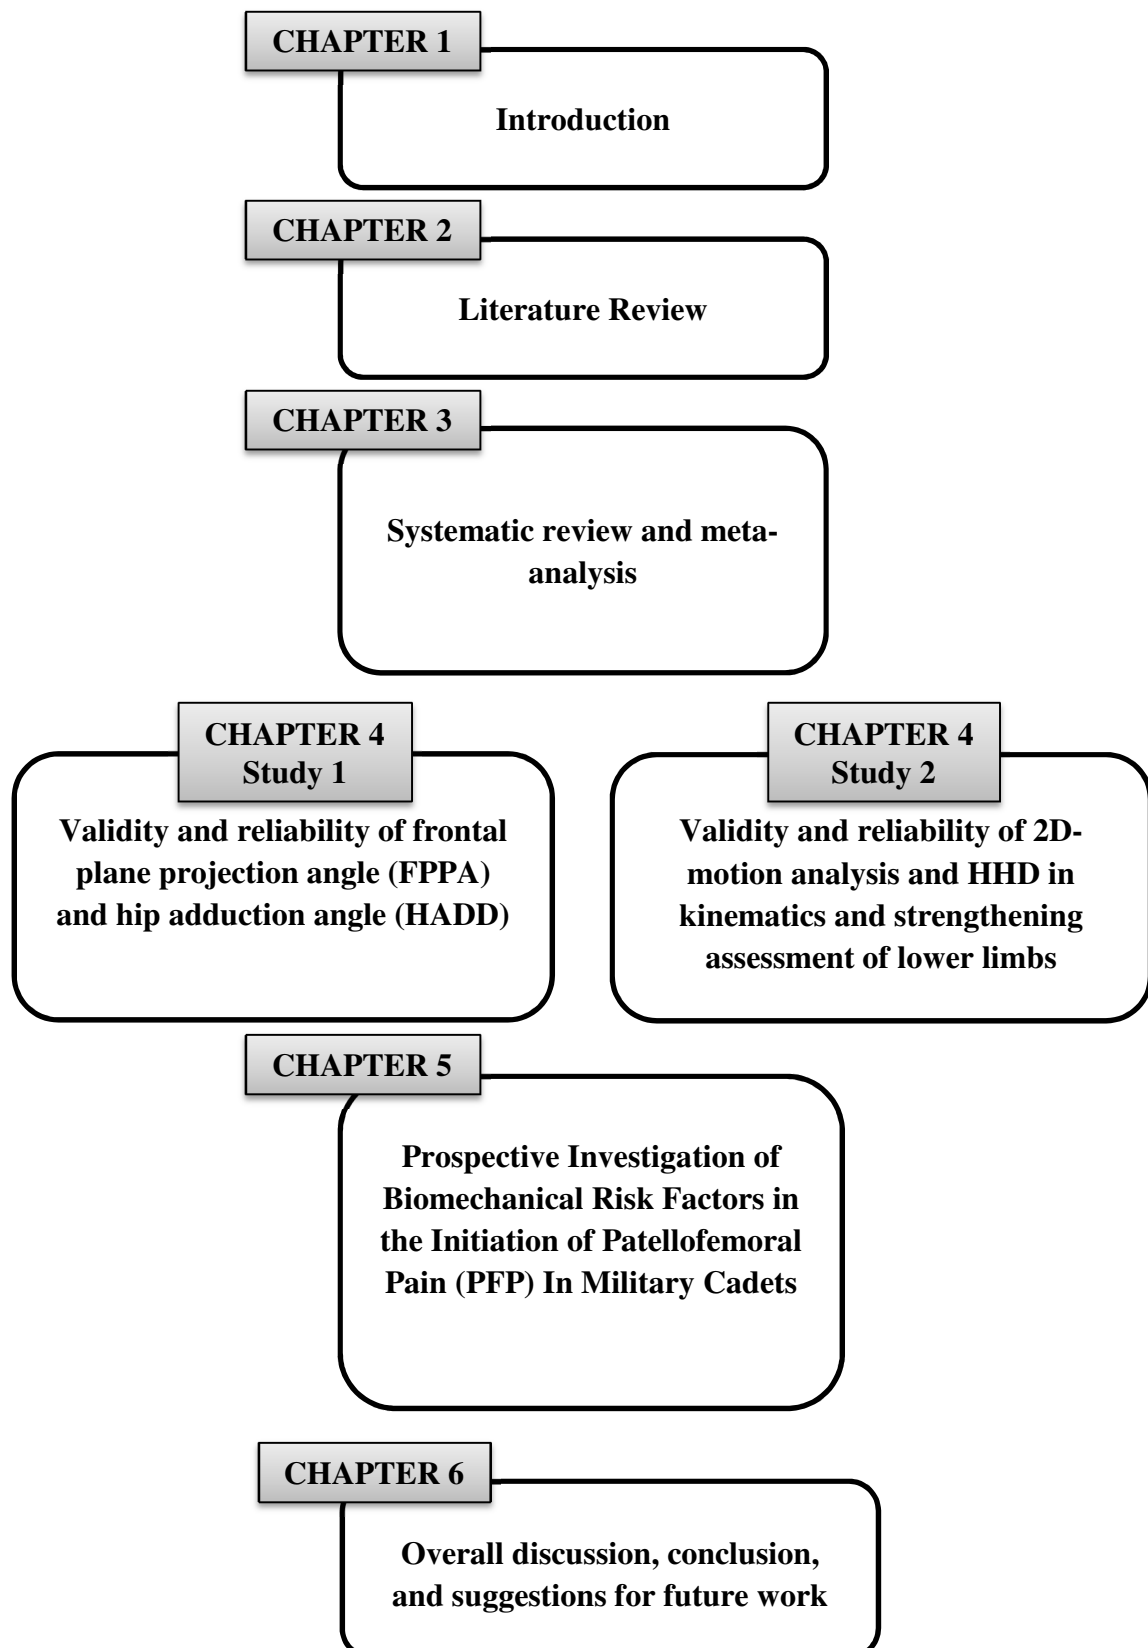 CHAPTER 1
Introduction
CHAPTER 2
Literature Review
CHAPTER 3
Systematic review and meta-
analysis
CHAPTER 4
Study 1
Validity and reliability of frontal
plane projection angle (FPPA)
and hip adduction angle (HADD)
CHAPTER 4
Study 2
Validity and reliability of 2D-
motion analysis and HHD in
kinematics and strengthening
assessment of lower limbs
CHAPTER 5
Prospective Investigation of
Biomechanical Risk Factors in
the Initiation of Patellofemoral
Pain (PFP) In Military Cadets
CHAPTER 6
Overall discussion, conclusion,
and suggestions for future work